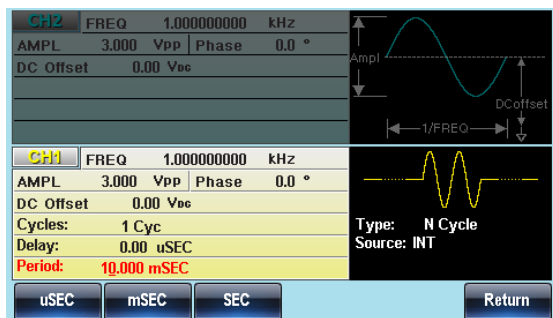 CH2 FREQ 1.000000000 kHz
AMPL 3.000 Vpp Phase 0.0 °
DC Offset 0.00 VDC
Ampl
DCoffset
1/FREQ
CH1 FREQ 1.000000000 kHz
AMPL 3.000 Vpp Phase 0.0 °
DC Offset 0.00 VDC
Cycles: 1 Cyc
Delay: 0.00 uSEC
Period: 10.000 mSEC
Type: N Cycle
Source: INT
uSEC mSEC SEC Return